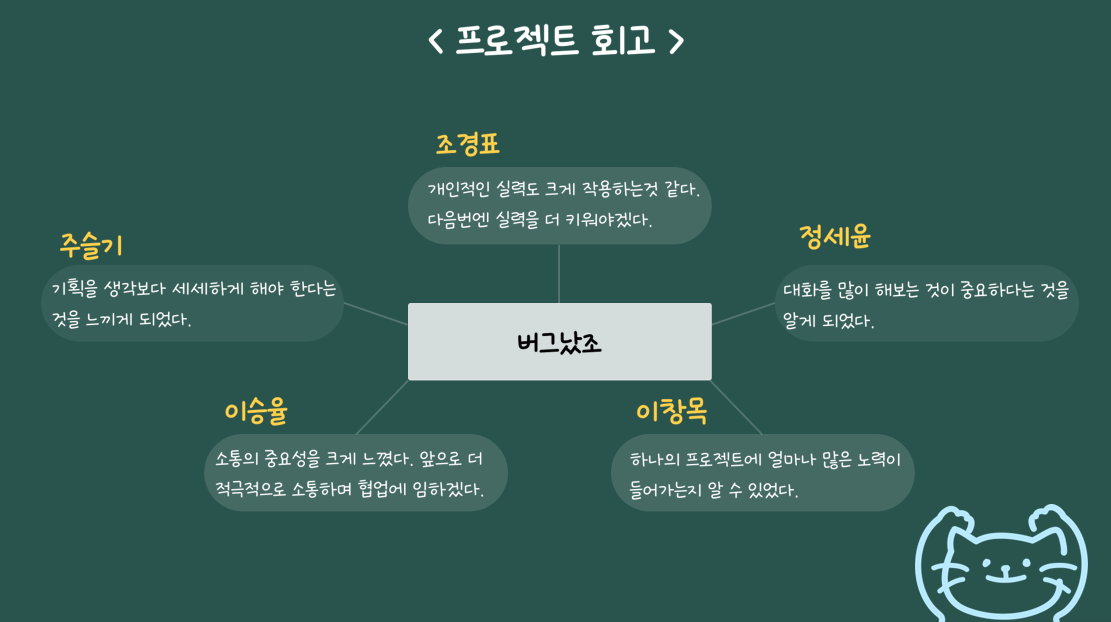 < 프로젝트 회고 >
조경표
개인적인 실력도 크게 작용하는것 같다.
다음번엔 실력을 더 키워야겠다.
주슬기
기획을 생각보다 세세하게 해야 한다는
것을 느끼게 되었다.
정세윤
대화를 많이 해보는 것이 중요하다는 것을
알게 되었다.
버그났조
이승율
소통의 중요성을 크게 느꼈다. 앞으로 더
적극적으로 소통하며 협업에 임하겠다.
이창목
하나의 프로젝트에 얼마나 많은 노력이
들어가는지 알 수 있었다.